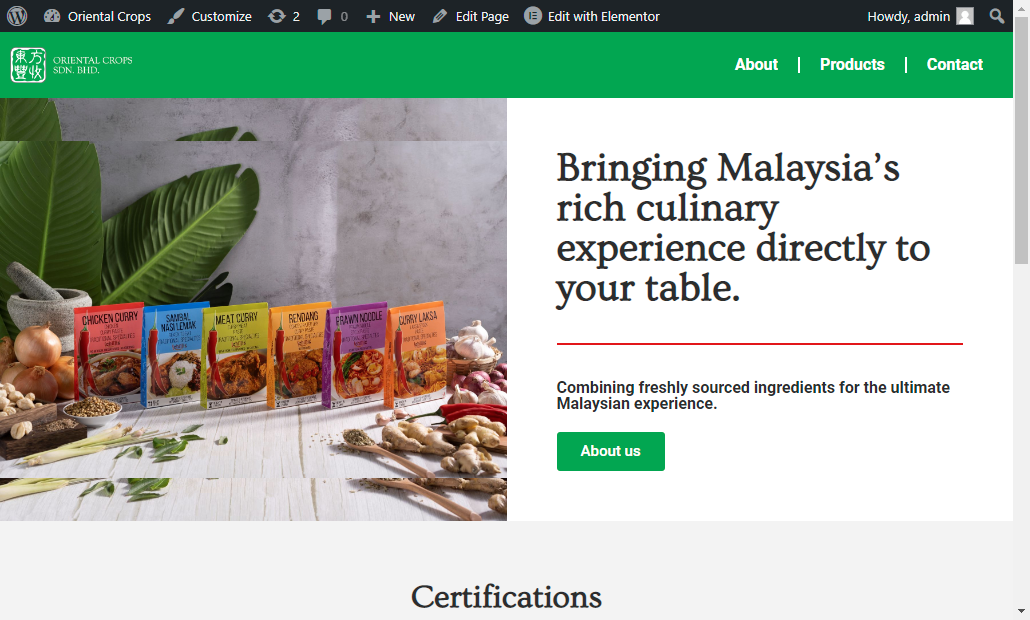 Oriental Crops Customize 2 0 New Edit Page Edit with Elementor Howdy, admin
東方
豐收
ORIENTAL CROPS
SDN. BHD.
About | Products | Contact
Bringing Malaysia’s
rich culinary
experience directly to
your table.
CHICKEN CURRY
SAMBAL
NASI LEMAK
MEAT CURRY
RENDANG
PRAWN NOODLE
CURRY LAKSA
Combining freshly sourced ingredients for the ultimate
Malaysian experience.
About us
Certifications